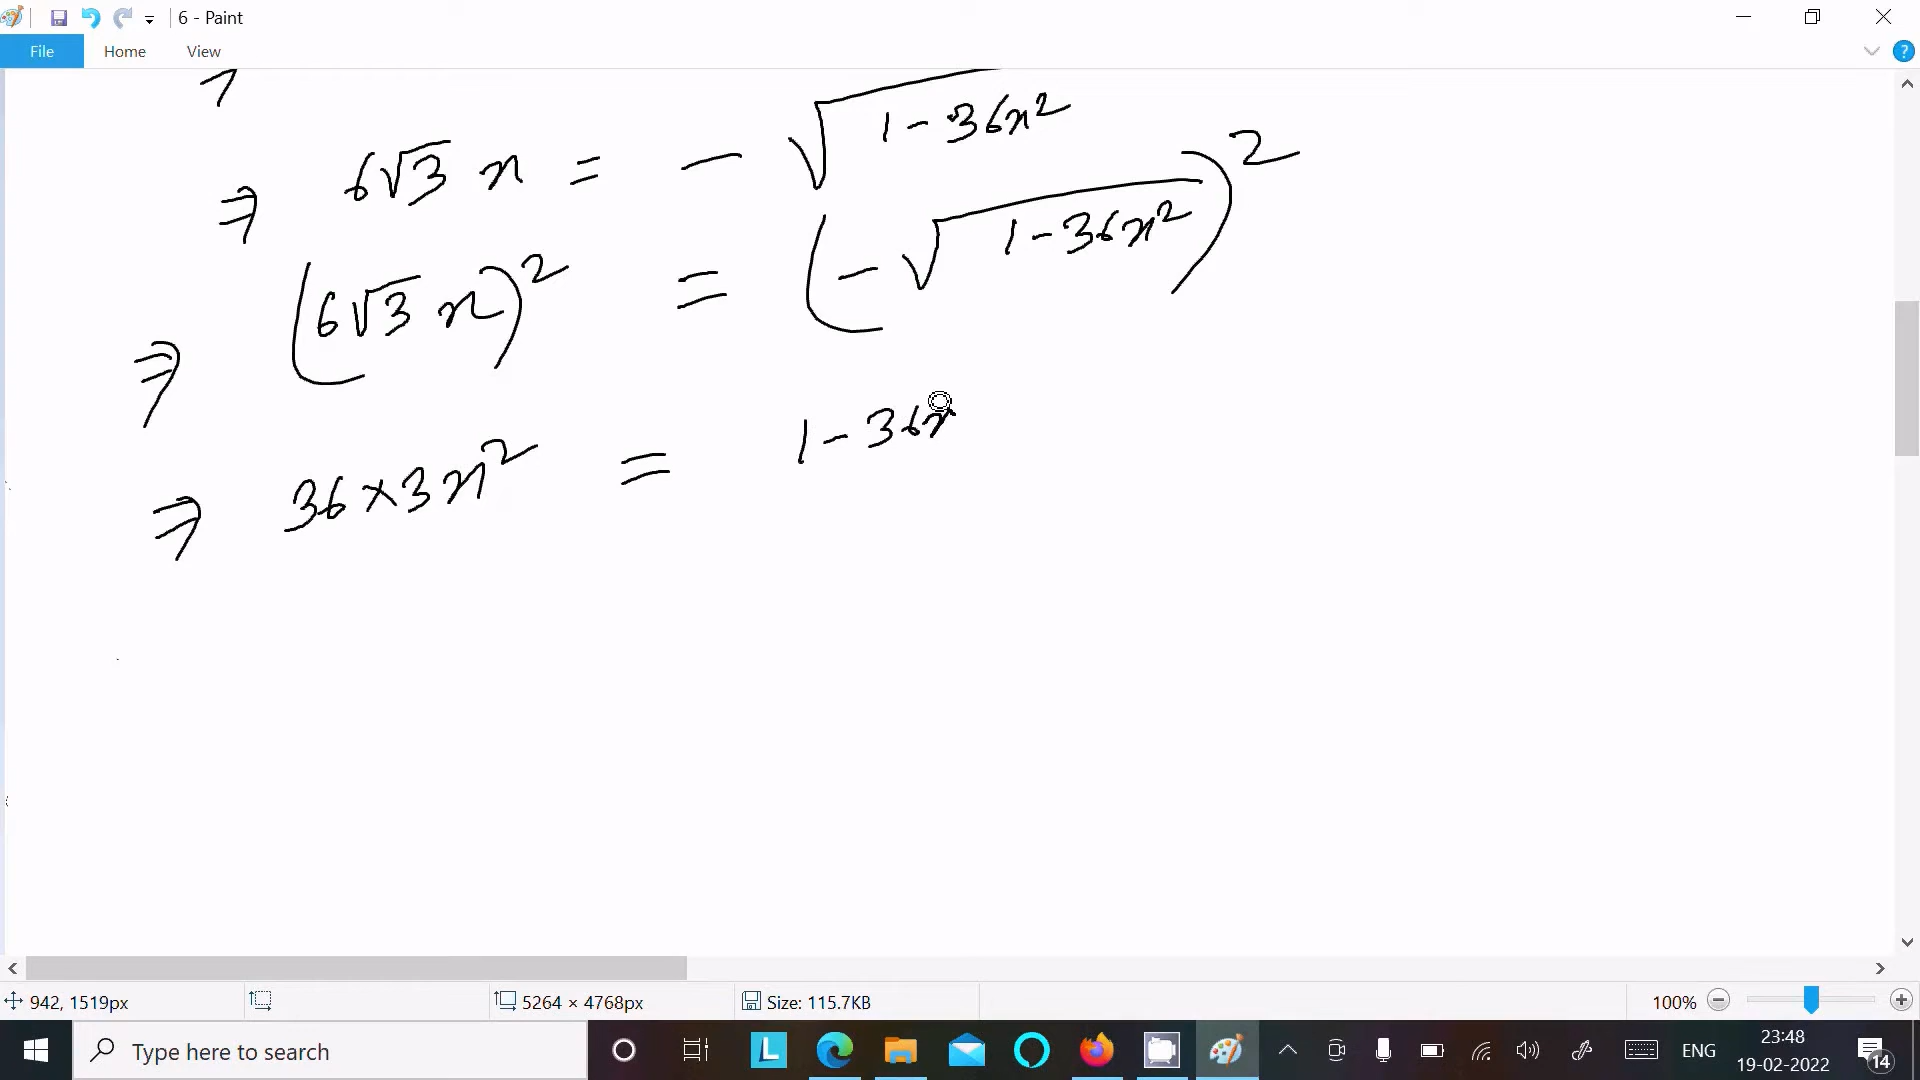 6 - Paint
File Home View
⇒ 6√3 x = - √1-36x²
⇒ (6√3 x)² = (-√1-36x²)²
⇒ 36×3x² = 1-36x
942, 1519px 5264 × 4768px Size: 115.7KB 100%
Type here to search
L
ENG
23:48
19-02-2022
14